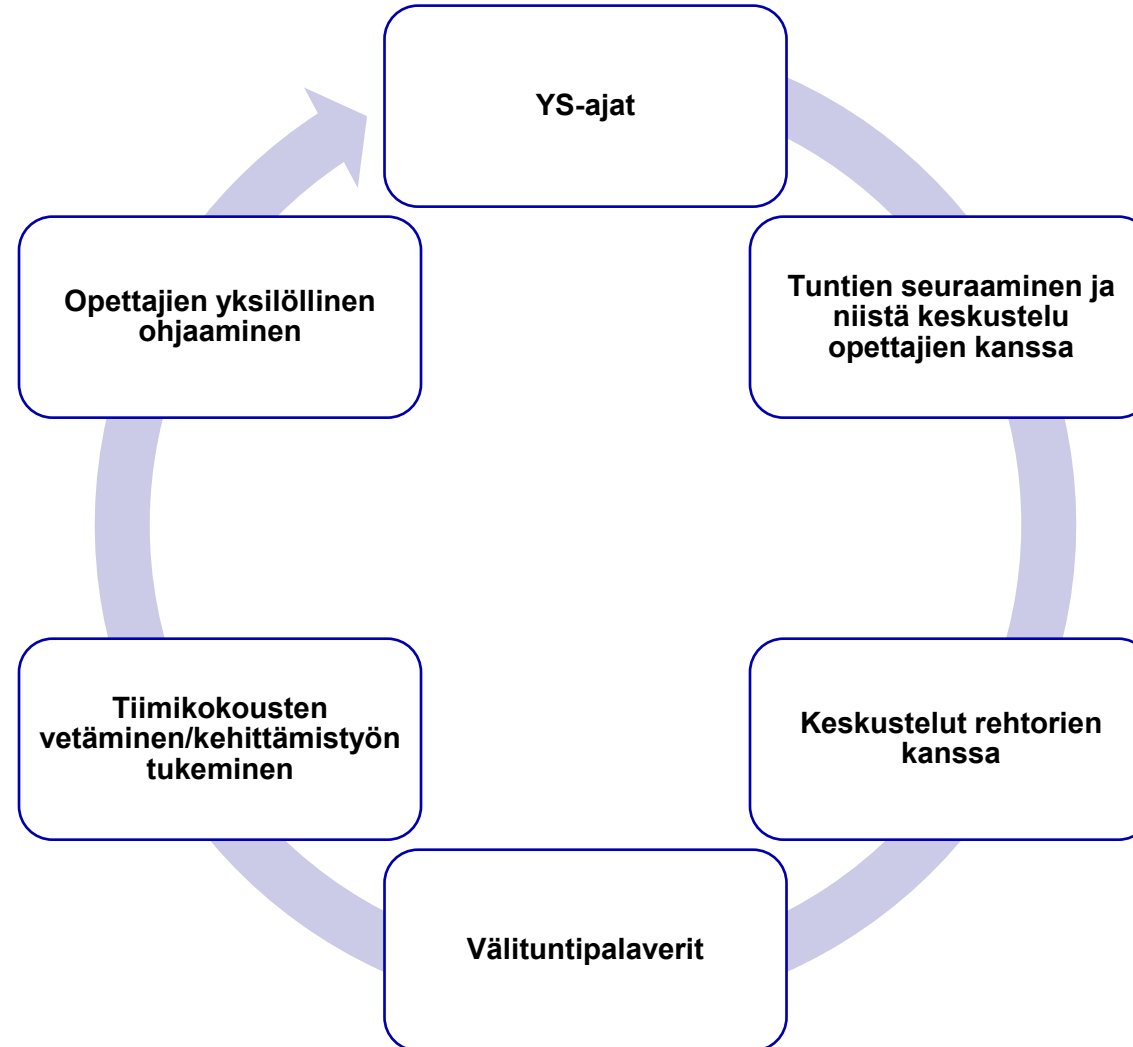 YS-ajat
Tuntien seuraaminen ja
niistä keskustelu
opettajien kanssa
Keskustelut rehtorien
kanssa
Välituntipalaverit
Tiimikokousten
vetäminen/kehittämistyön
tukeminen
Opettajien yksilöllinen
ohjaaminen